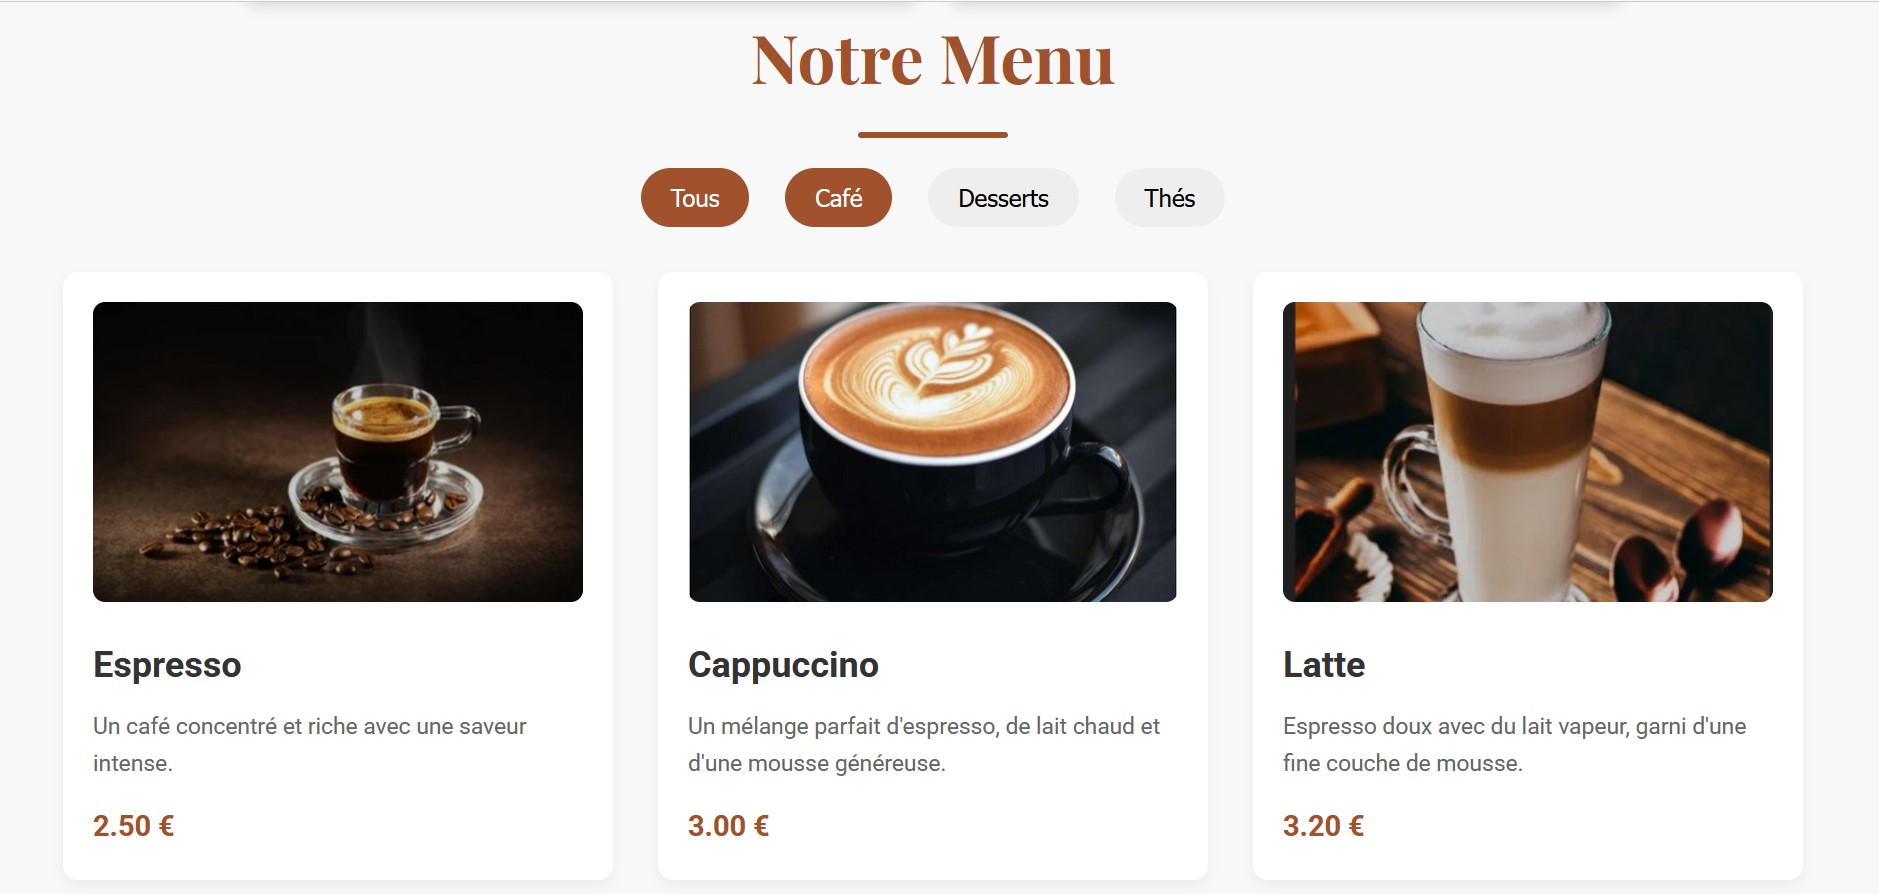 Notre Menu
Tous
Café
Desserts
Thés
Espresso
Un café concentré et riche avec une saveur
intense.
2.50 €
Cappuccino
Un mélange parfait d'espresso, de lait chaud et
d'une mousse généreuse.
3.00 €
Latte
Espresso doux avec du lait vapeur, garni d'une
fine couche de mousse.
3.20 €